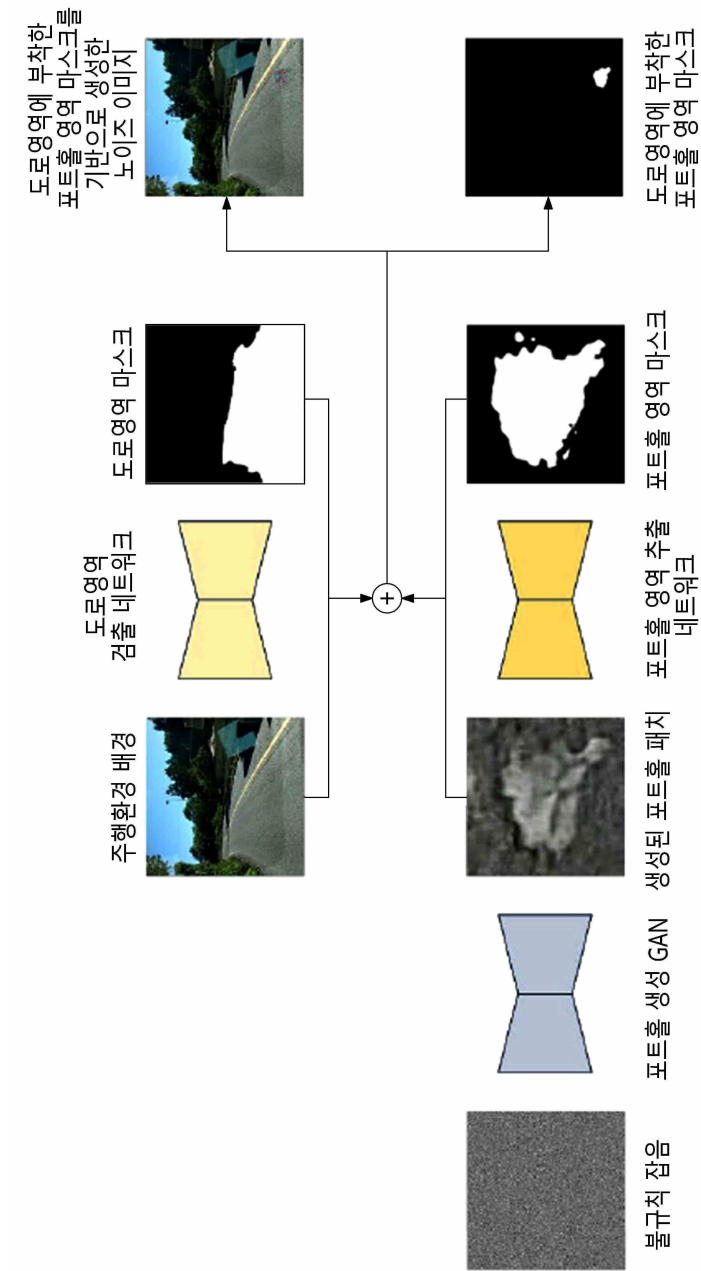 주행환경 배경
도로영역
검출 네트워크
도로영역 마스크
도로영역에 부착한
포트홀 영역 마스크를
기반으로 생성한
노이즈 이미지
불규칙 잡음
포트홀 생성 GAN
생성된 포트홀 패치
포트홀 영역 추출
네트워크
포트홀 영역 마스크
도로영역에 부착한
포트홀 영역 마스크